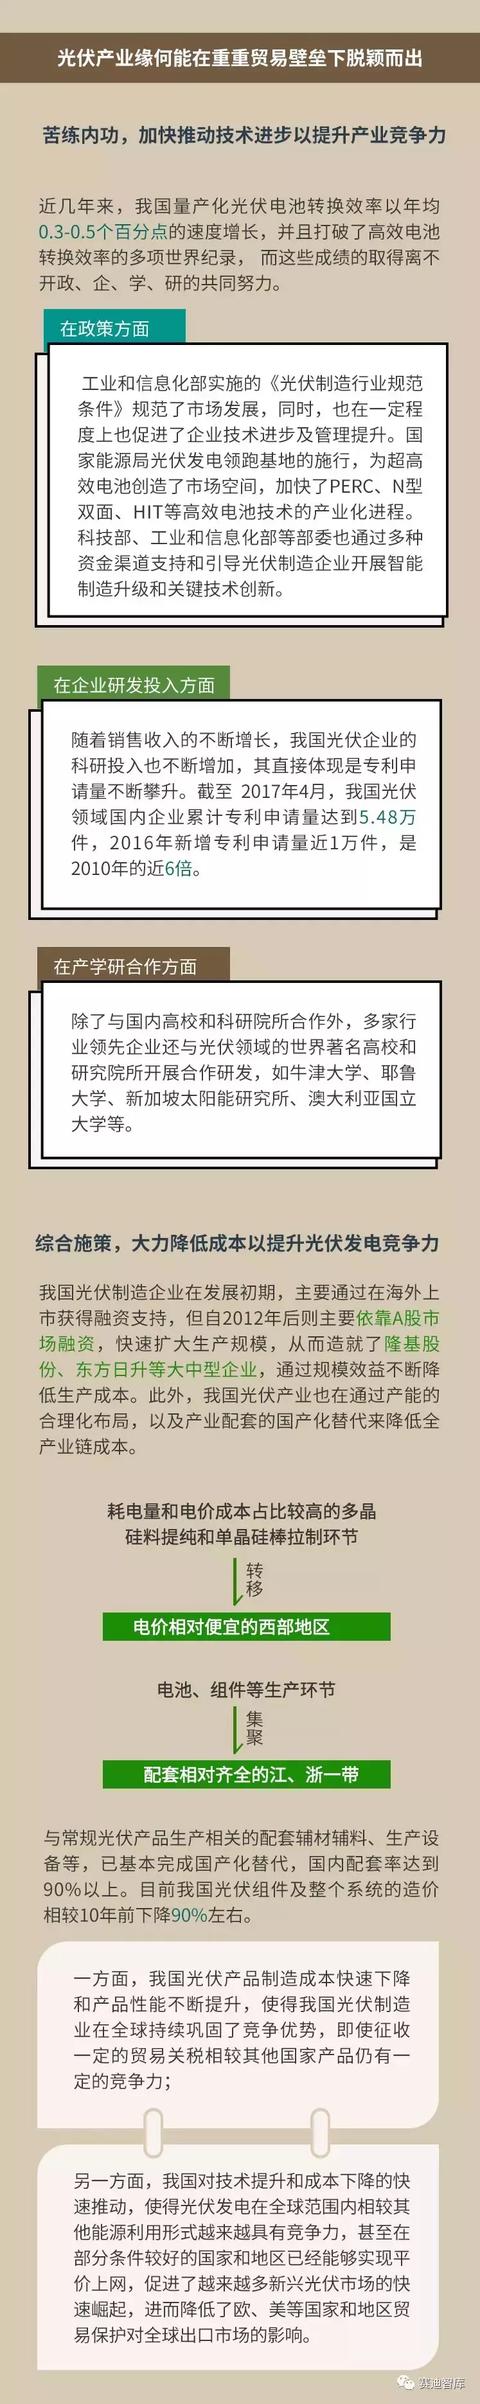 光伏产业缘何能在重重贸易壁垒下脱颖而出
苦练内功，加快推动技术进步以提升产业竞争力
近几年来，我国量产化光伏电池转换效率以年均
0.3-0.5个百分点的速度增长，并且打破了高效电池
转换效率的多项世界纪录， 而这些成绩的取得离不
开政、企、学、研的共同努力。
在政策方面
工业和信息化部实施的《光伏制造行业规范
条件》规范了市场发展，同时，也在一定程
度上也促进了企业技术进步及管理提升。国
家能源局光伏发电领跑基地的施行，为超高
效电池创造了市场空间，加快了PERC、N型
双面、HIT等高效电池技术的产业化进程。
科技部、工业和信息化部等部委也通过多种
资金渠道支持和引导光伏制造企业开展智能
制造升级和关键技术创新。
在企业研发投入方面
随着销售收入的不断增长，我国光伏企业的
科研投入也不断增加，其直接体现是专利申
请量不断攀升。截至 2017年4月，我国光伏
领域国内企业累计专利申请量达到5.48万
件，2016年新增专利申请量近1万件，是
2010年的近6倍。
在产学研合作方面
除了与国内高校和科研院所合作外，多家行
业领先企业还与光伏领域的世界著名高校和
研究院所开展合作研发，如牛津大学、耶鲁
大学、新加坡太阳能研究所、澳大利亚国立
大学等。
综合施策，大力降低成本以提升光伏发电竞争力
我国光伏制造企业在发展初期，主要通过在海外上
市获得融资支持，但自2012年后则主要依靠A股市
场融资，快速扩大生产规模，从而造就了隆基股
份、东方日升等大中型企业，通过规模效益不断降
低生产成本。此外，我国光伏产业也在通过产能的
合理化布局，以及产业配套的国产化替代来降低全
产业链成本。
耗电量和电价成本占比较高的多晶
硅料提纯和单晶硅棒拉制环节
转
移
电价相对便宜的西部地区
电池、组件等生产环节
集
聚
配套相对齐全的江、浙一带
与常规光伏产品生产相关的配套辅材辅料、生产设
备等，已基本完成国产化替代，国内配套率达到
90%以上。目前我国光伏组件及整个系统的造价
相较10年前下降90%左右。
一方面，我国光伏产品制造成本快速下降
和产品性能不断提升，使得我国光伏制造
业在全球持续巩固了竞争优势，即使征收
一定的贸易关税相较其他国家产品仍有一
定的竞争力；
另一方面，我国对技术提升和成本下降的快
速推动，使得光伏发电在全球范围内相较其
他能源利用形式越来越具有竞争力，甚至在
部分条件较好的国家和地区已经能够实现平
价上网，促进了越来越多新兴光伏市场的快
速崛起，进而降低了欧、美等国家和地区贸
易保护对全球出口市场的影响。
赛迪智库